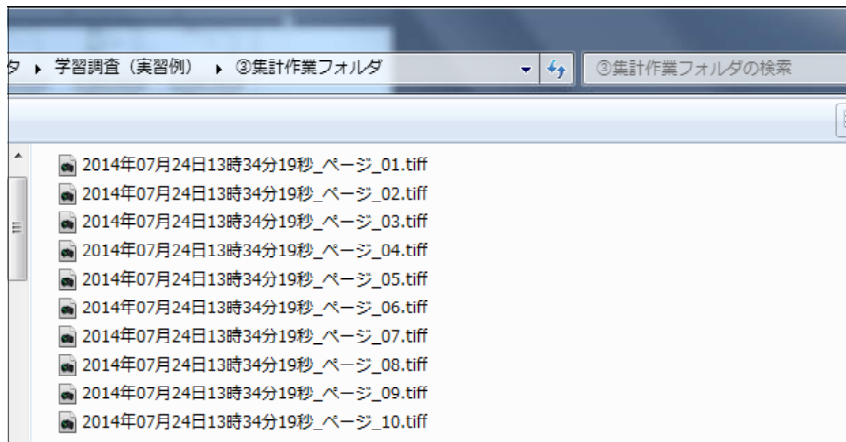 タ ▸ 学習調査（実習例） ▸ ③集計作業フォルダ ③集計作業フォルダの検索
2014年07月24日13時34分19秒_ページ_01.tiff
2014年07月24日13時34分19秒_ページ_02.tiff
2014年07月24日13時34分19秒_ページ_03.tiff
2014年07月24日13時34分19秒_ページ_04.tiff
2014年07月24日13時34分19秒_ページ_05.tiff
2014年07月24日13時34分19秒_ページ_06.tiff
2014年07月24日13時34分19秒_ページ_07.tiff
2014年07月24日13時34分19秒_ページ_08.tiff
2014年07月24日13時34分19秒_ページ_09.tiff
2014年07月24日13時34分19秒_ページ_10.tiff